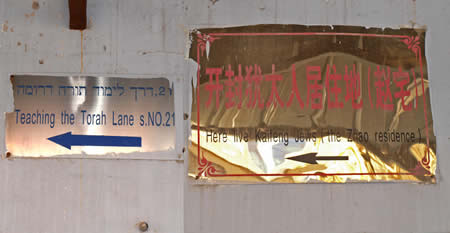 21.דרך לימוד תורה דרומה
Teaching the Torah Lane s.NO.21
开封犹太人居住地(赵宅)
Here live Kaifeng Jews(the Zhao residence)